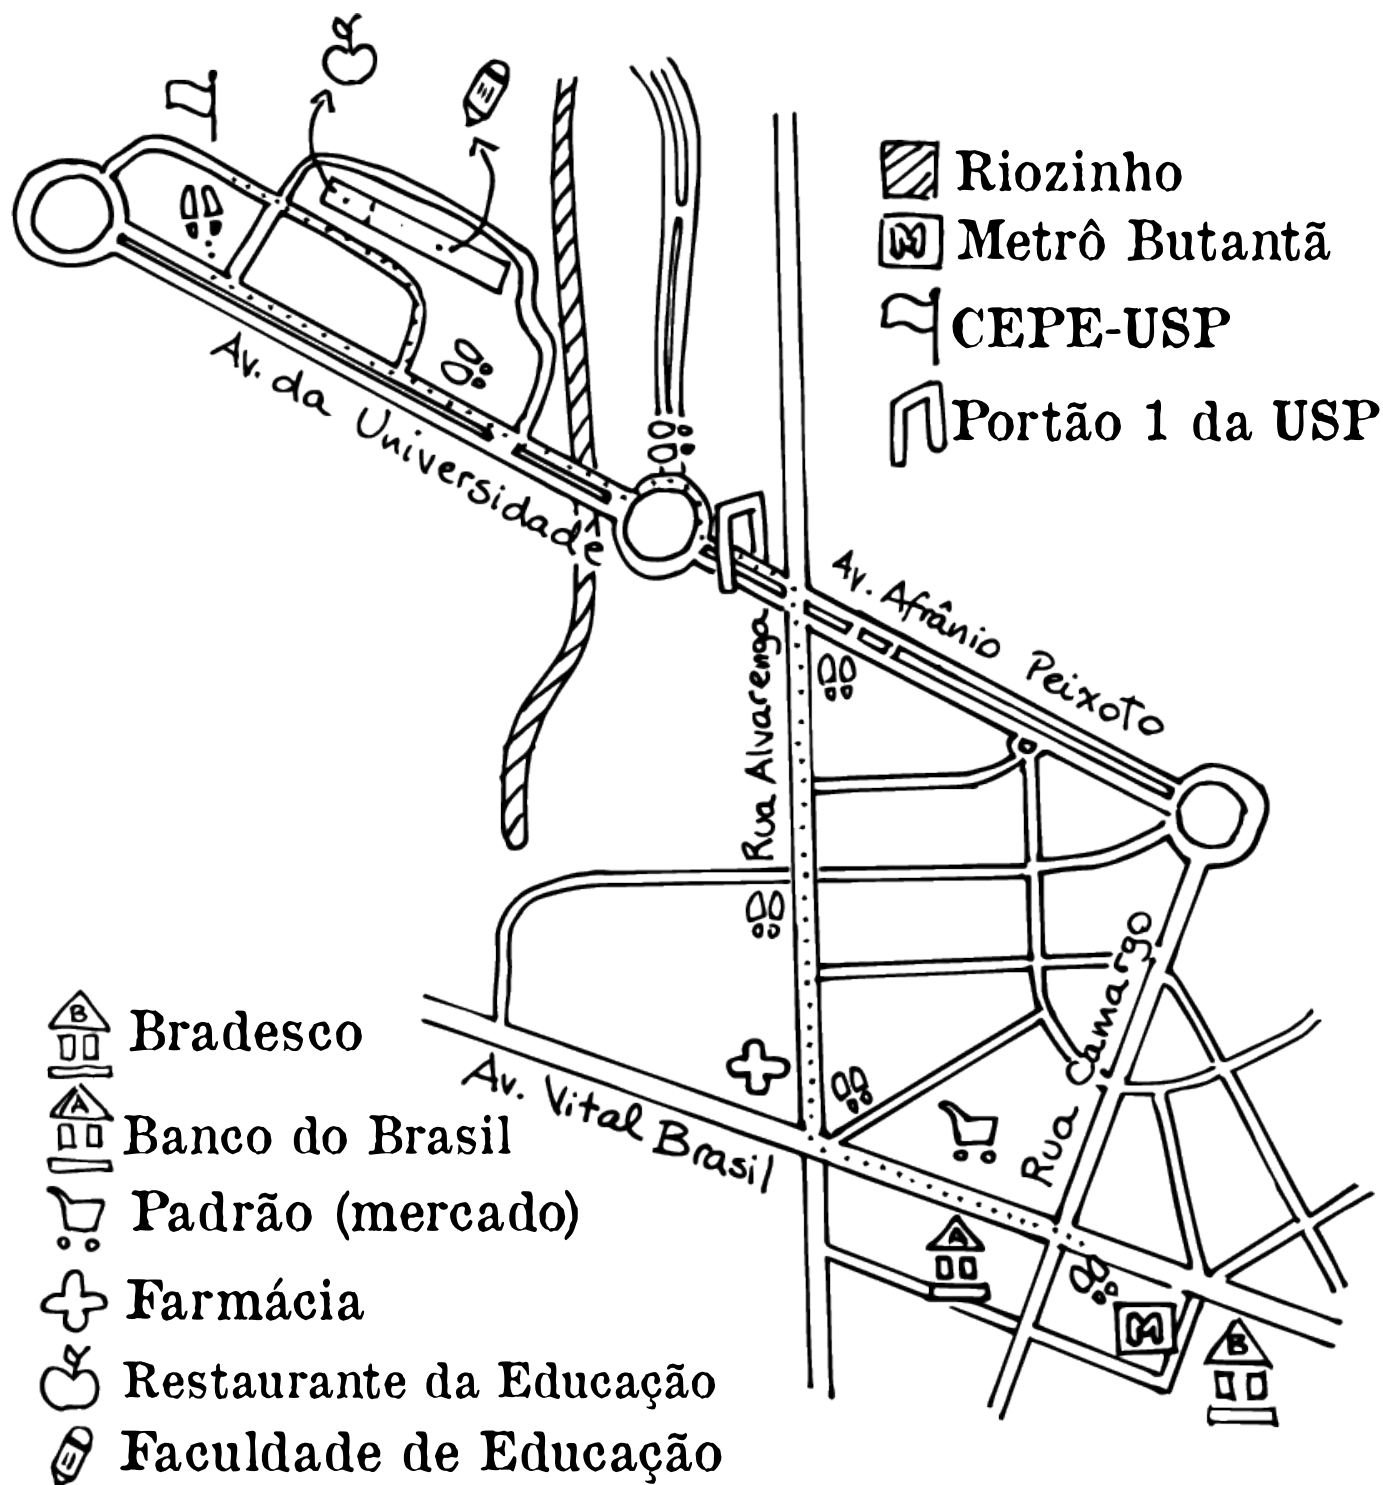 Riozinho
M Metrô Butantã
CEPE-USP
Portão 1 da USP
Av. da Universidade
Av. Afrânio Peixoto
Rua Alvarenga
Rua Camargo
Av. Vital Brasil
A
M
B
B Bradesco
A Banco do Brasil
Padrão (mercado)
Farmácia
Restaurante da Educação
Faculdade de Educação